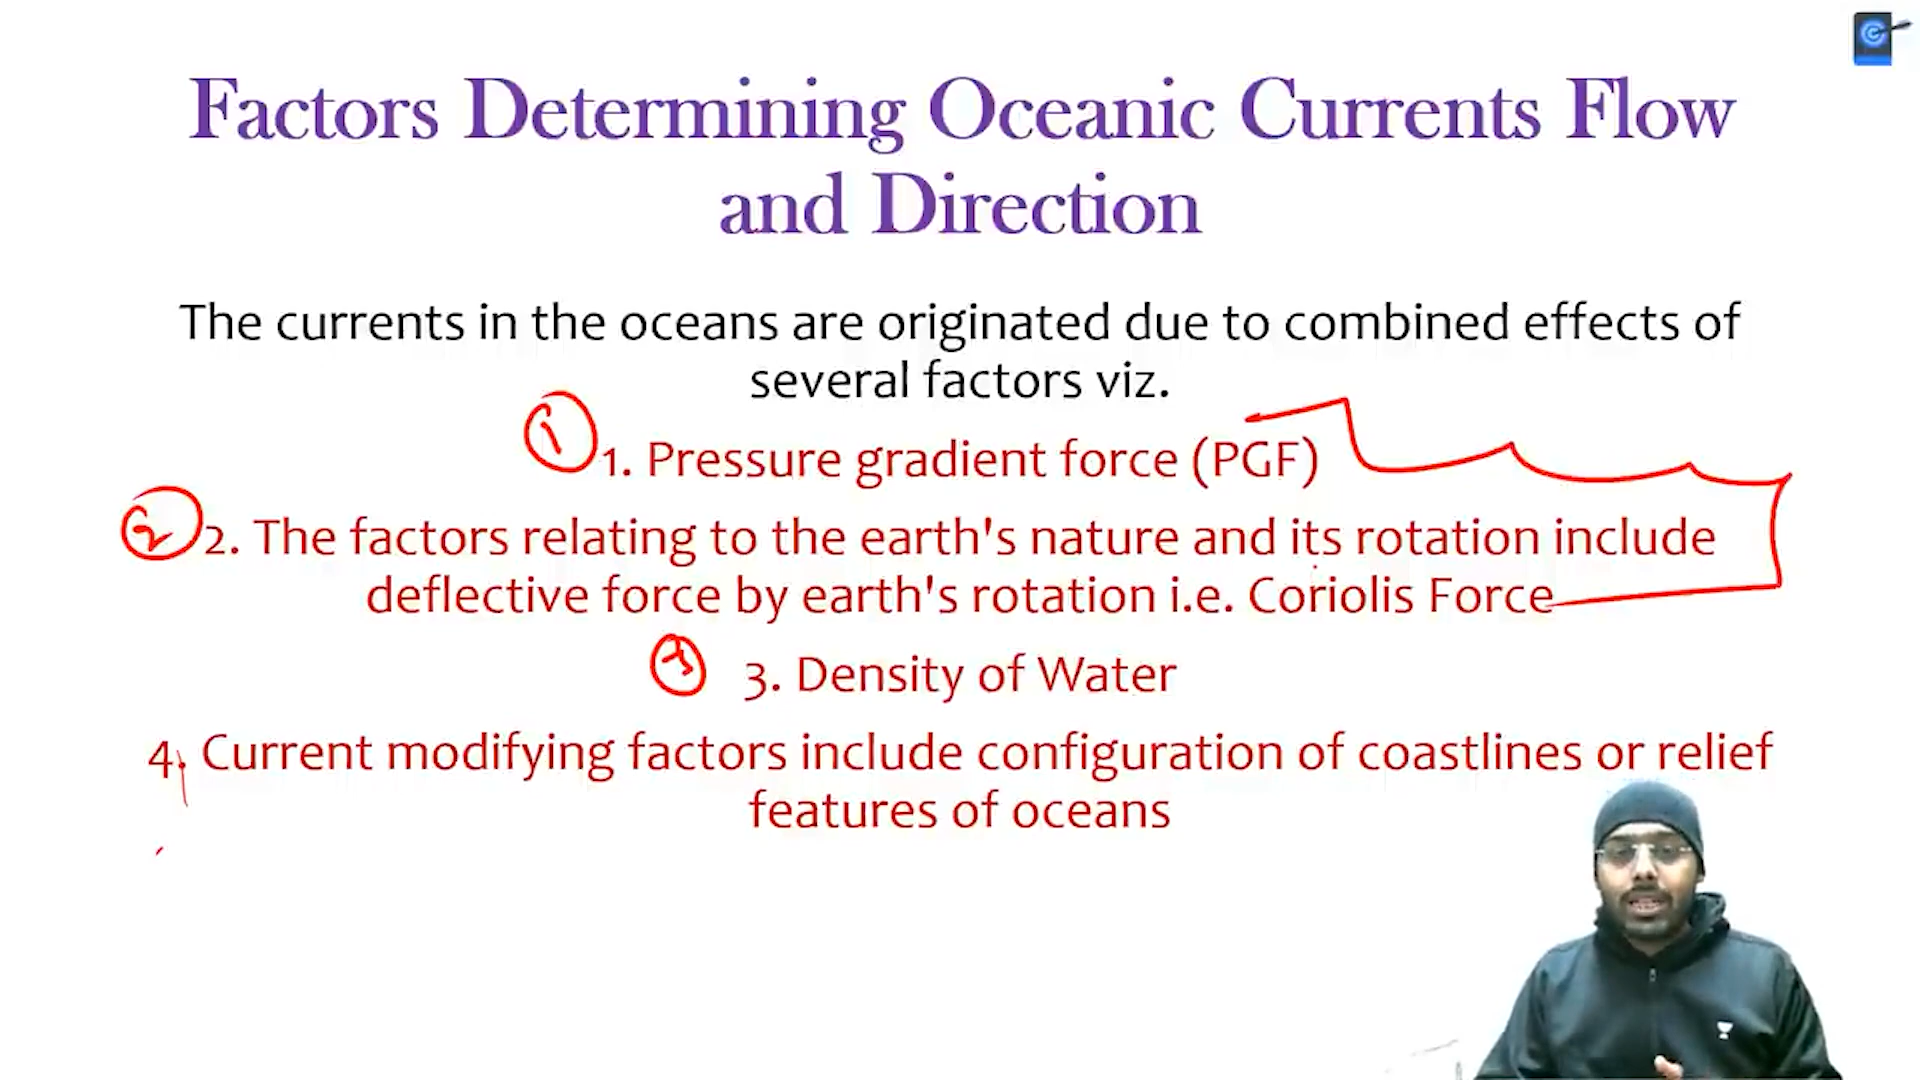 Factors Determining Oceanic Currents Flow
and Direction
The currents in the oceans are originated due to combined effects of
several factors viz.
1
1. Pressure gradient force (PGF)
2
2. The factors relating to the earth's nature and its rotation include
deflective force by earth's rotation i.e. Coriolis Force
3
3. Density of Water
4. Current modifying factors include configuration of coastlines or relief
features of oceans